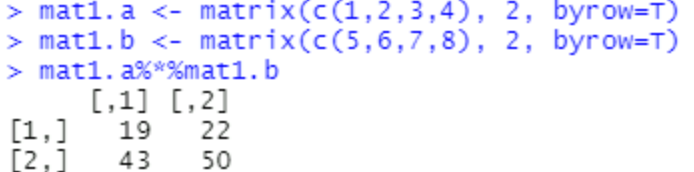 > mat1.a <- matrix(c(1,2,3,4), 2, byrow=T)
> mat1.b <- matrix(c(5,6,7,8), 2, byrow=T)
> mat1.a%*%mat1.b
     [,1] [,2]
[1,]   19   22
[2,]   43   50